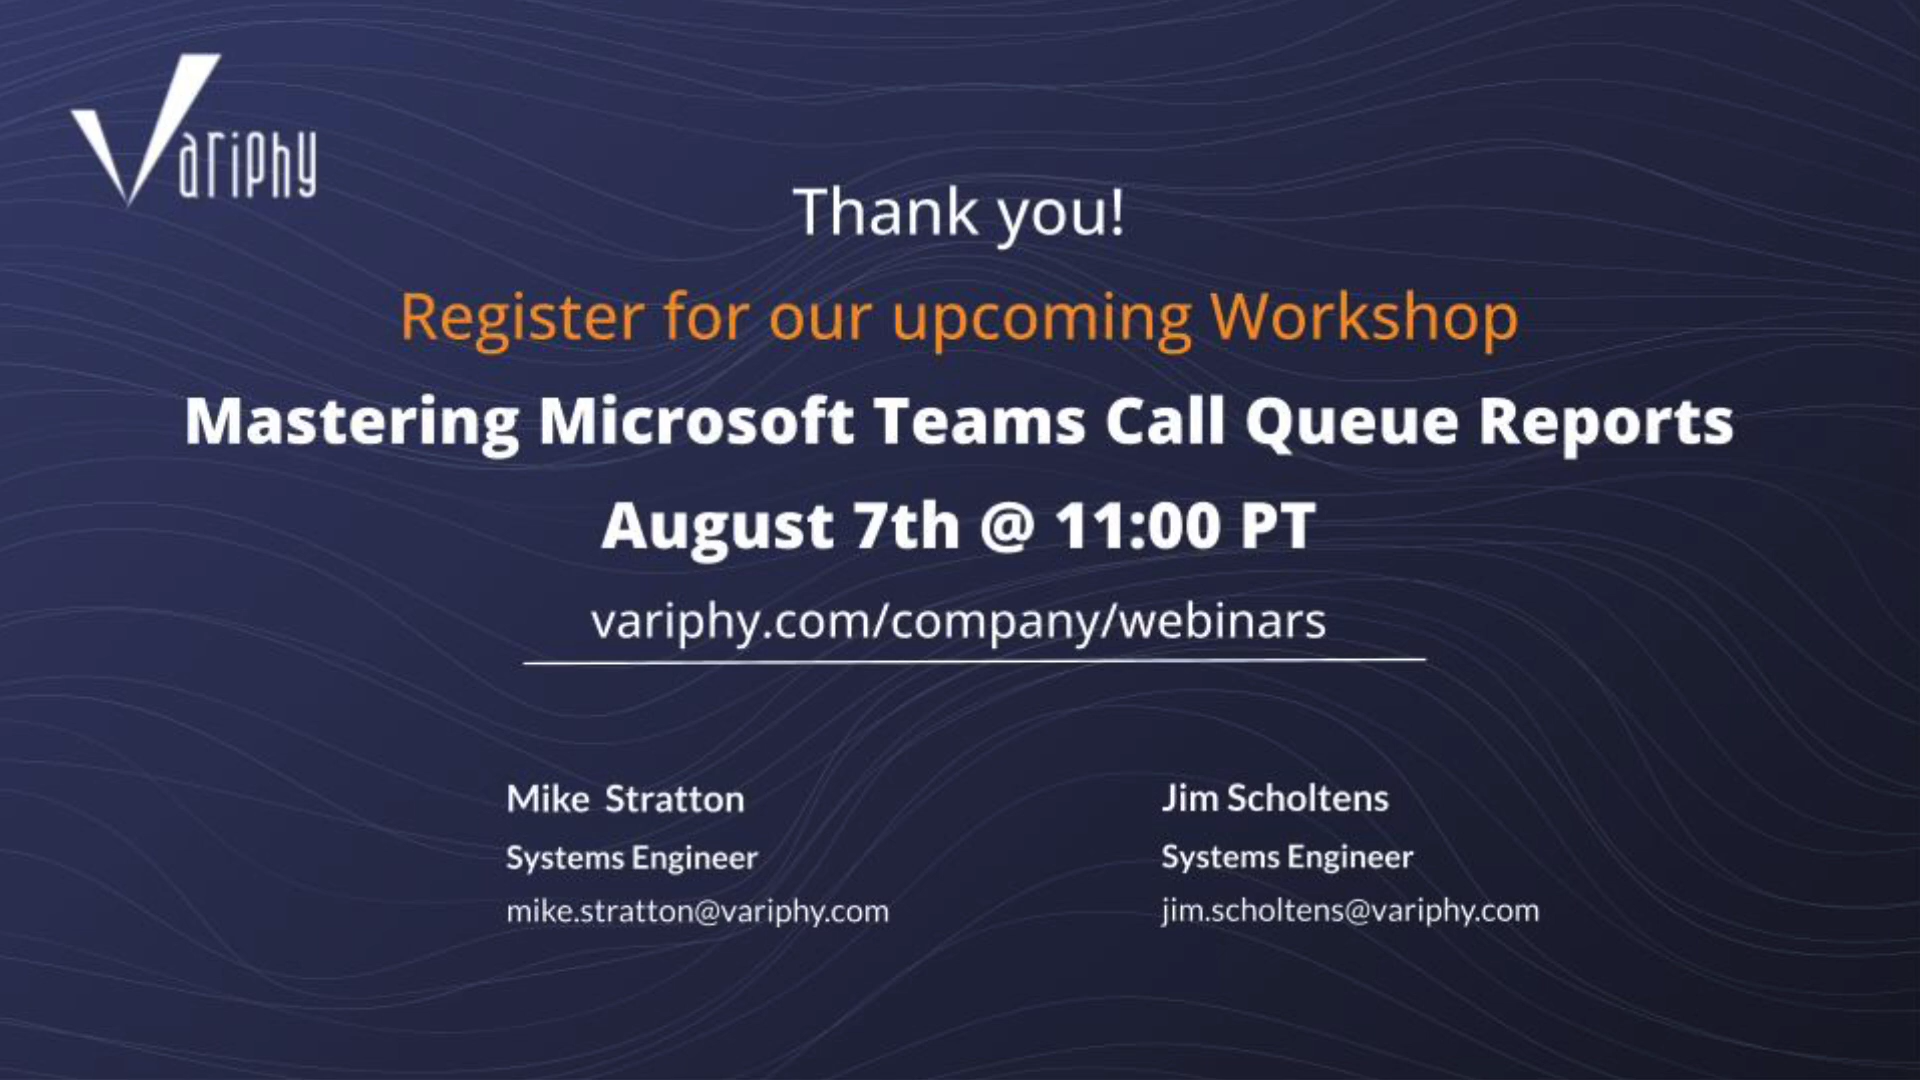 Variphy
Thank you!
Register for our upcoming Workshop
Mastering Microsoft Teams Call Queue Reports
August 7th @ 11:00 PT
variphy.com/company/webinars
Mike Stratton
Systems Engineer
mike.stratton@variphy.com
Jim Scholtens
Systems Engineer
jim.scholtens@variphy.com